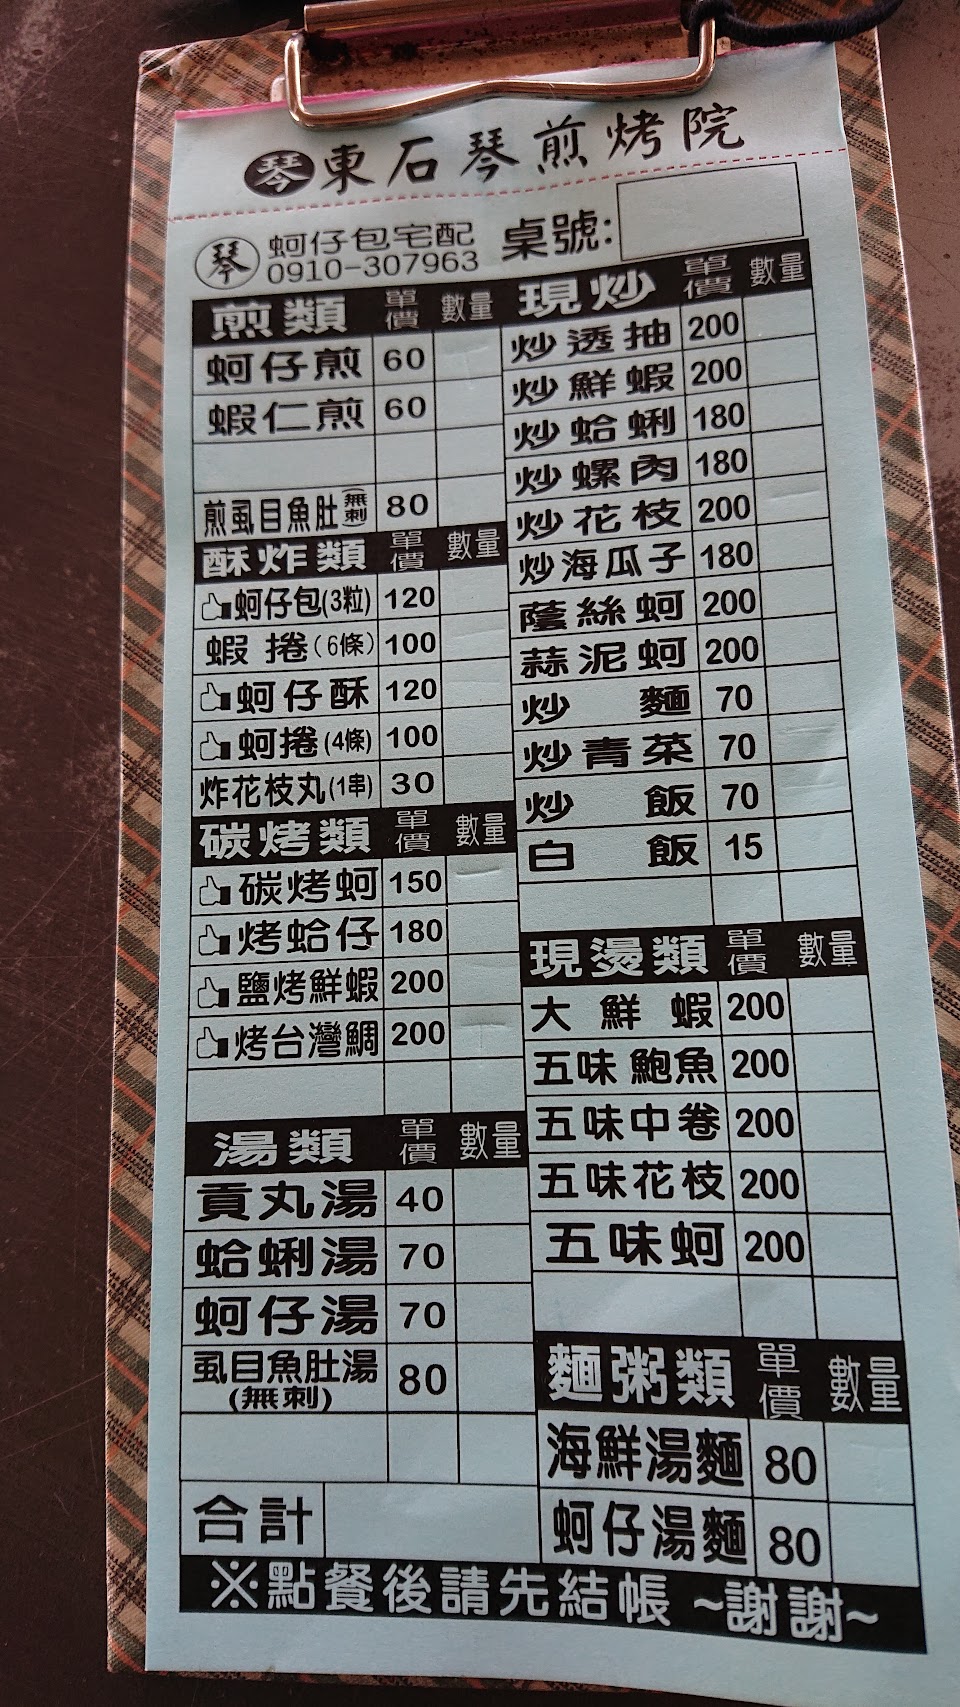 琴 東石琴煎烤院
琴 蚵仔包宅配
0910-307963
桌號:
煎類 單價 數量
蚵仔煎 60
蝦仁煎 60
煎虱目魚肚(無刺) 80
酥炸類 單價 數量
蚵仔包(3粒) 120
蝦捲(6條) 100
蚵仔酥 120
蚵捲(4條) 100
炸花枝丸(1串) 30
碳烤類 單價 數量
碳烤蚵 150
烤蛤仔 180
鹽烤鮮蝦 200
烤台灣鯛 200
湯類 單價 數量
貢丸湯 40
蛤蜊湯 70
蚵仔湯 70
虱目魚肚湯 80
(無刺)
合計
現炒 單價 數量
炒透抽 200
炒鮮蝦 200
炒蛤蜊 180
炒螺肉 180
炒花枝 200
炒海瓜子 180
蔭絲蚵 200
蒜泥蚵 200
炒麵 70
炒青菜 70
炒飯 70
白飯 15
現燙類 單價 數量
大鮮蝦 200
五味鮑魚 200
五味中卷 200
五味花枝 200
五味蚵 200
麵粥類 單價 數量
海鮮湯麵 80
蚵仔湯麵 80
※點餐後請先結帳 ~謝謝~